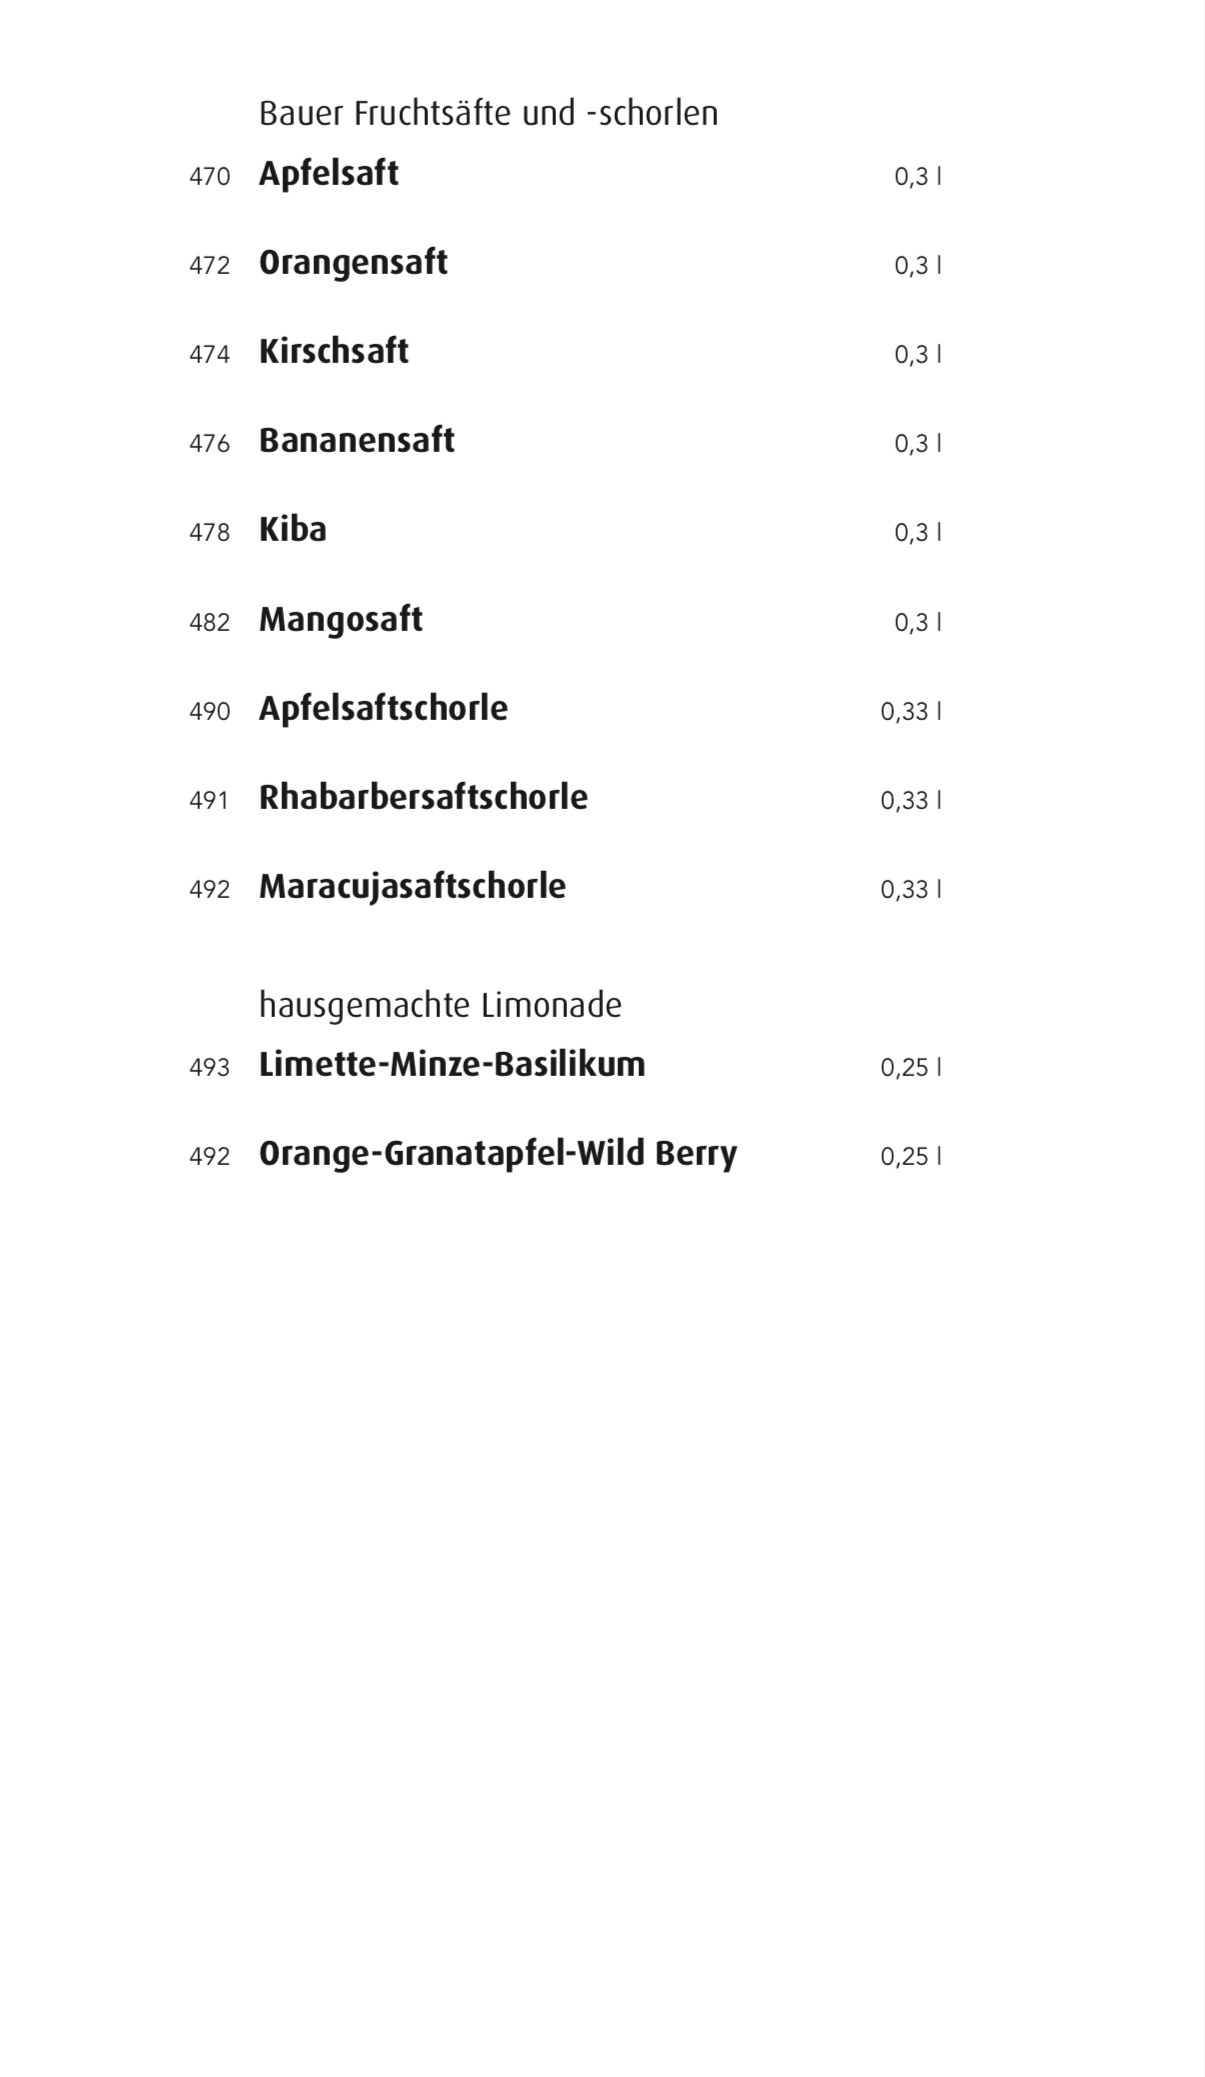 Bauer Fruchtsäfte und -schorlen
470 Apfelsaft 0,3 l
472 Orangensaft 0,3 l
474 Kirschsaft 0,3 l
476 Bananensaft 0,3 l
478 Kiba 0,3 l
482 Mangosaft 0,3 l
490 Apfelsaftschorle 0,33 l
491 Rhabarbersaftschorle 0,33 l
492 Maracujasaftschorle 0,33 l
hausgemachte Limonade
493 Limette-Minze-Basilikum 0,25 l
492 Orange-Granatapfel-Wild Berry 0,25 l